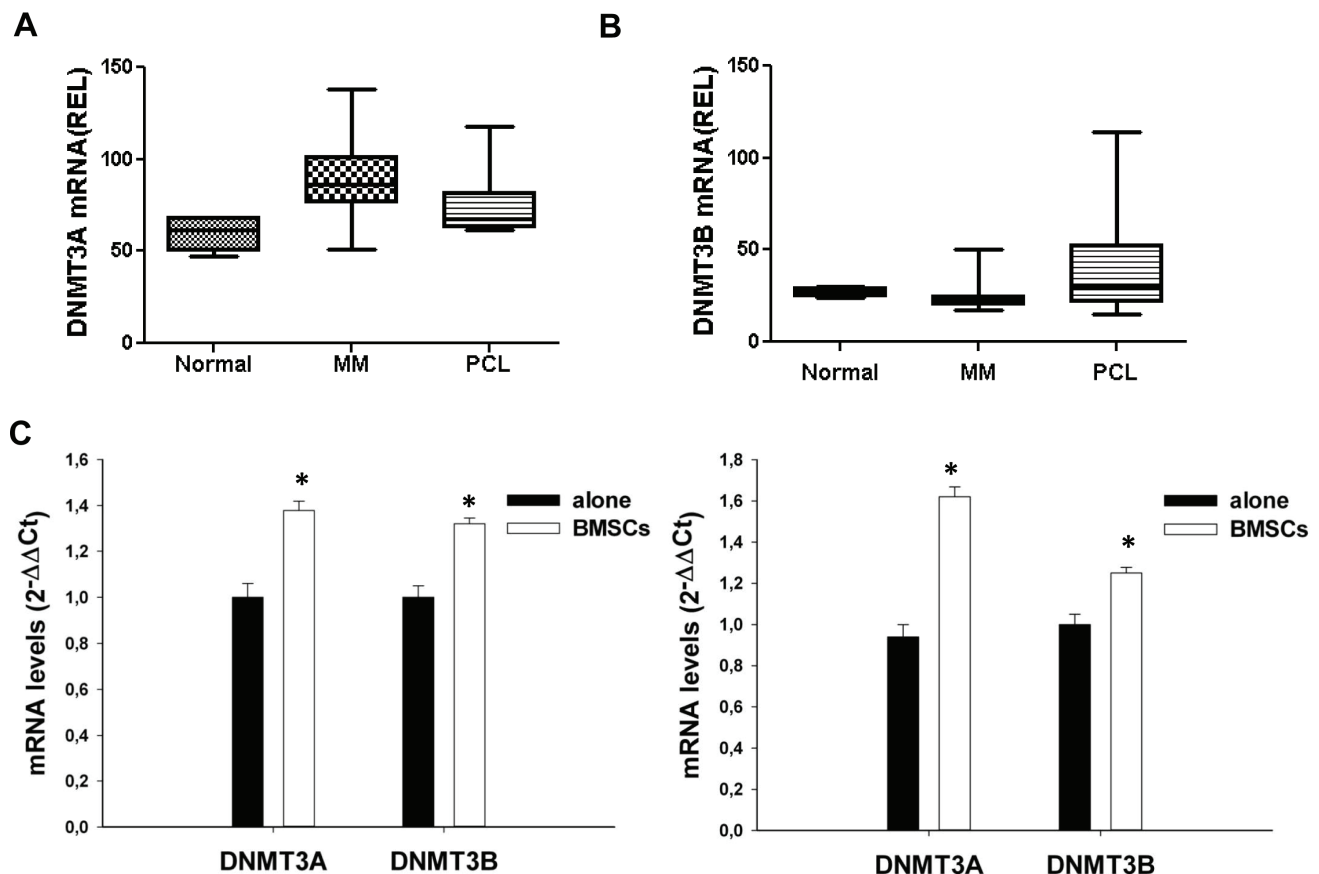 A
DNMT3A mRNA(REL)
150
100
50
0
Normal MM PCL
B
DNMT3B mRNA(REL)
150
100
50
0
Normal MM PCL
C
mRNA levels (2-ΔΔCt)
1,6
1,4
1,2
1,0
0,8
0,6
0,4
0,2
0,0
* *
alone
BMSCs
DNMT3A DNMT3B
mRNA levels (2-ΔΔCt)
1,8
1,6
1,4
1,2
1,0
0,8
0,6
0,4
0,2
0,0
*
*
alone
BMSCs
DNMT3A DNMT3B